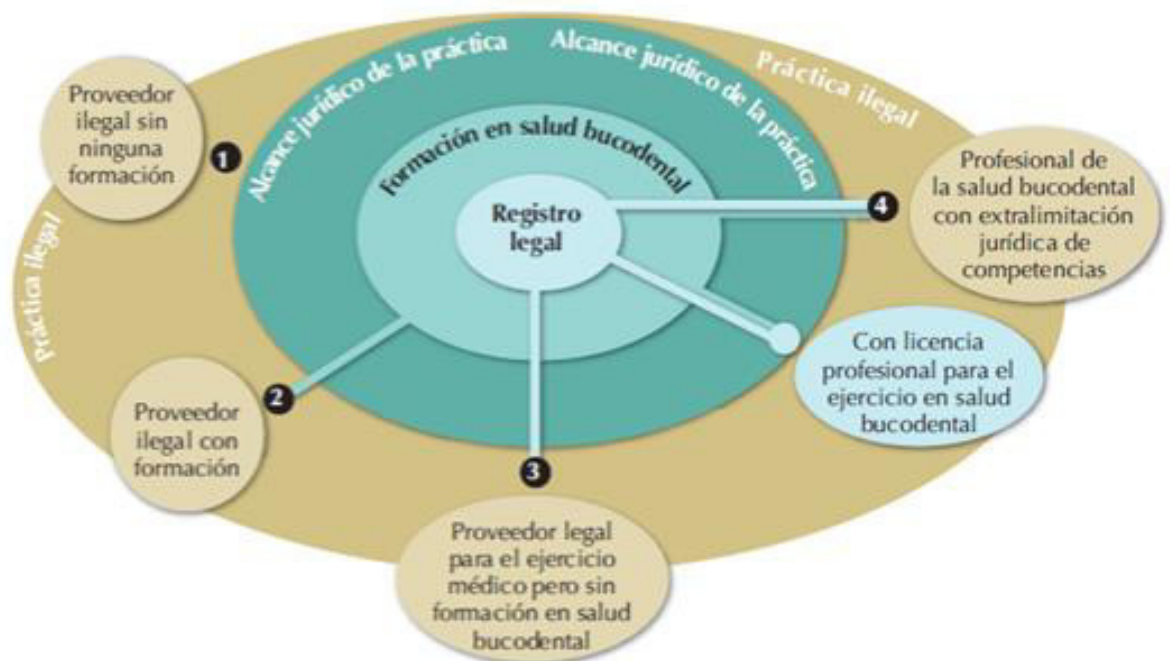 Alcance jurídico de la práctica
Alcance jurídico de la práctica
Práctica ilegal
Proveedor
ilegal sin
ninguna
formación
1
Formación en salud bucodental
Registro
legal
4
Profesional de
la salud bucodental
con extralimitación
jurídica de
competencias
Práctica ilegal
Con licencia
profesional para el
ejercicio en salud
bucodental
2
Proveedor
ilegal con
formación
3
Proveedor legal
para el ejercicio
médico pero sin
formación en salud
bucodental